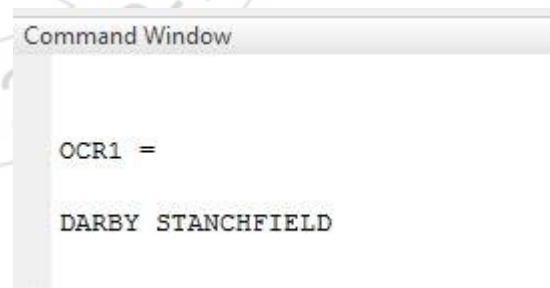 Command Window
OCR1 =
DARBY STANCHFIELD